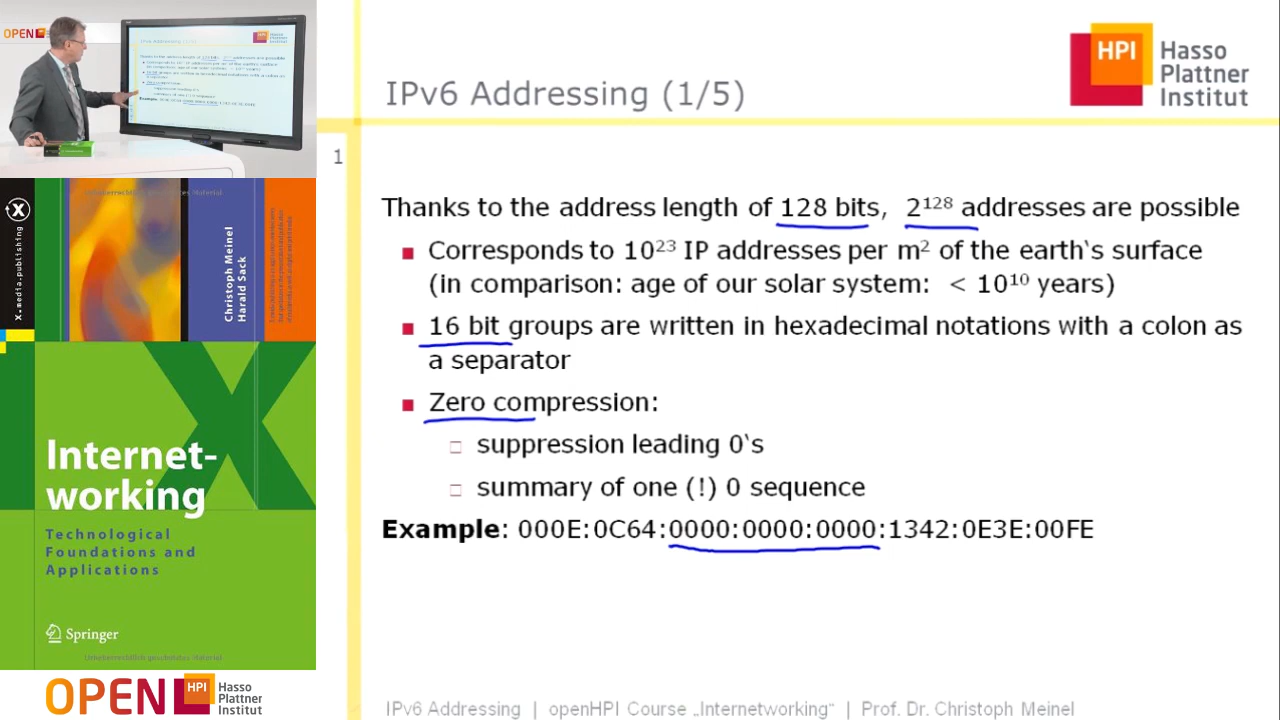 OPEN
IPv6 Addressing (1/5)
HPI Hasso
Plattner
Institut
1
Thanks to the address length of 128 bits, 2¹²⁸ addresses are possible
Corresponds to 10²³ IP addresses per m² of the earth‘s surface
(in comparison: age of our solar system: < 10¹⁰ years)
16 bit groups are written in hexadecimal notations with a colon as
a separator
Zero compression:
suppression leading 0‘s
summary of one (!) 0 sequence
Example: 000E:0C64:0000:0000:0000:1342:0E3E:00FE
X.media.publishing
Christoph Meinel
Harald Sack
Internet-
working
Technological
Foundations and
Applications
Springer
OPEN HPI Hasso
Plattner
Institut
IPv6 Addressing | openHPI Course „Internetworking“ | Prof. Dr. Christoph Meinel